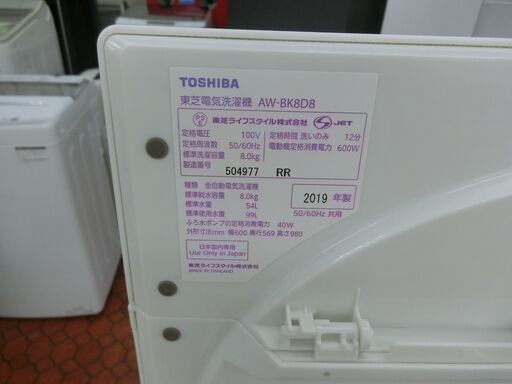 TOSHIBA
東芝電気洗濯機 AW-BK8D8
東芝ライフスタイル株式会社 JET
定格電圧 100V 定格時間 洗いのみ 12分
定格周波数 50/60Hz 電動機定格消費電力 600W
標準洗濯容量 8.0kg
製造番号 504977 RR
種類 全自動電気洗濯機
標準脱水容量 8.0kg 2019 年製
標準水量 54L
標準使用水量 99L 50/60Hz 共用
ふろ水ポンプの定格消費電力 40W
外形寸法mm 幅600 奥行569 高さ980
日本国内専用
Use Only in Japan
東芝ライフスタイル株式会社
MADE IN THAILAND